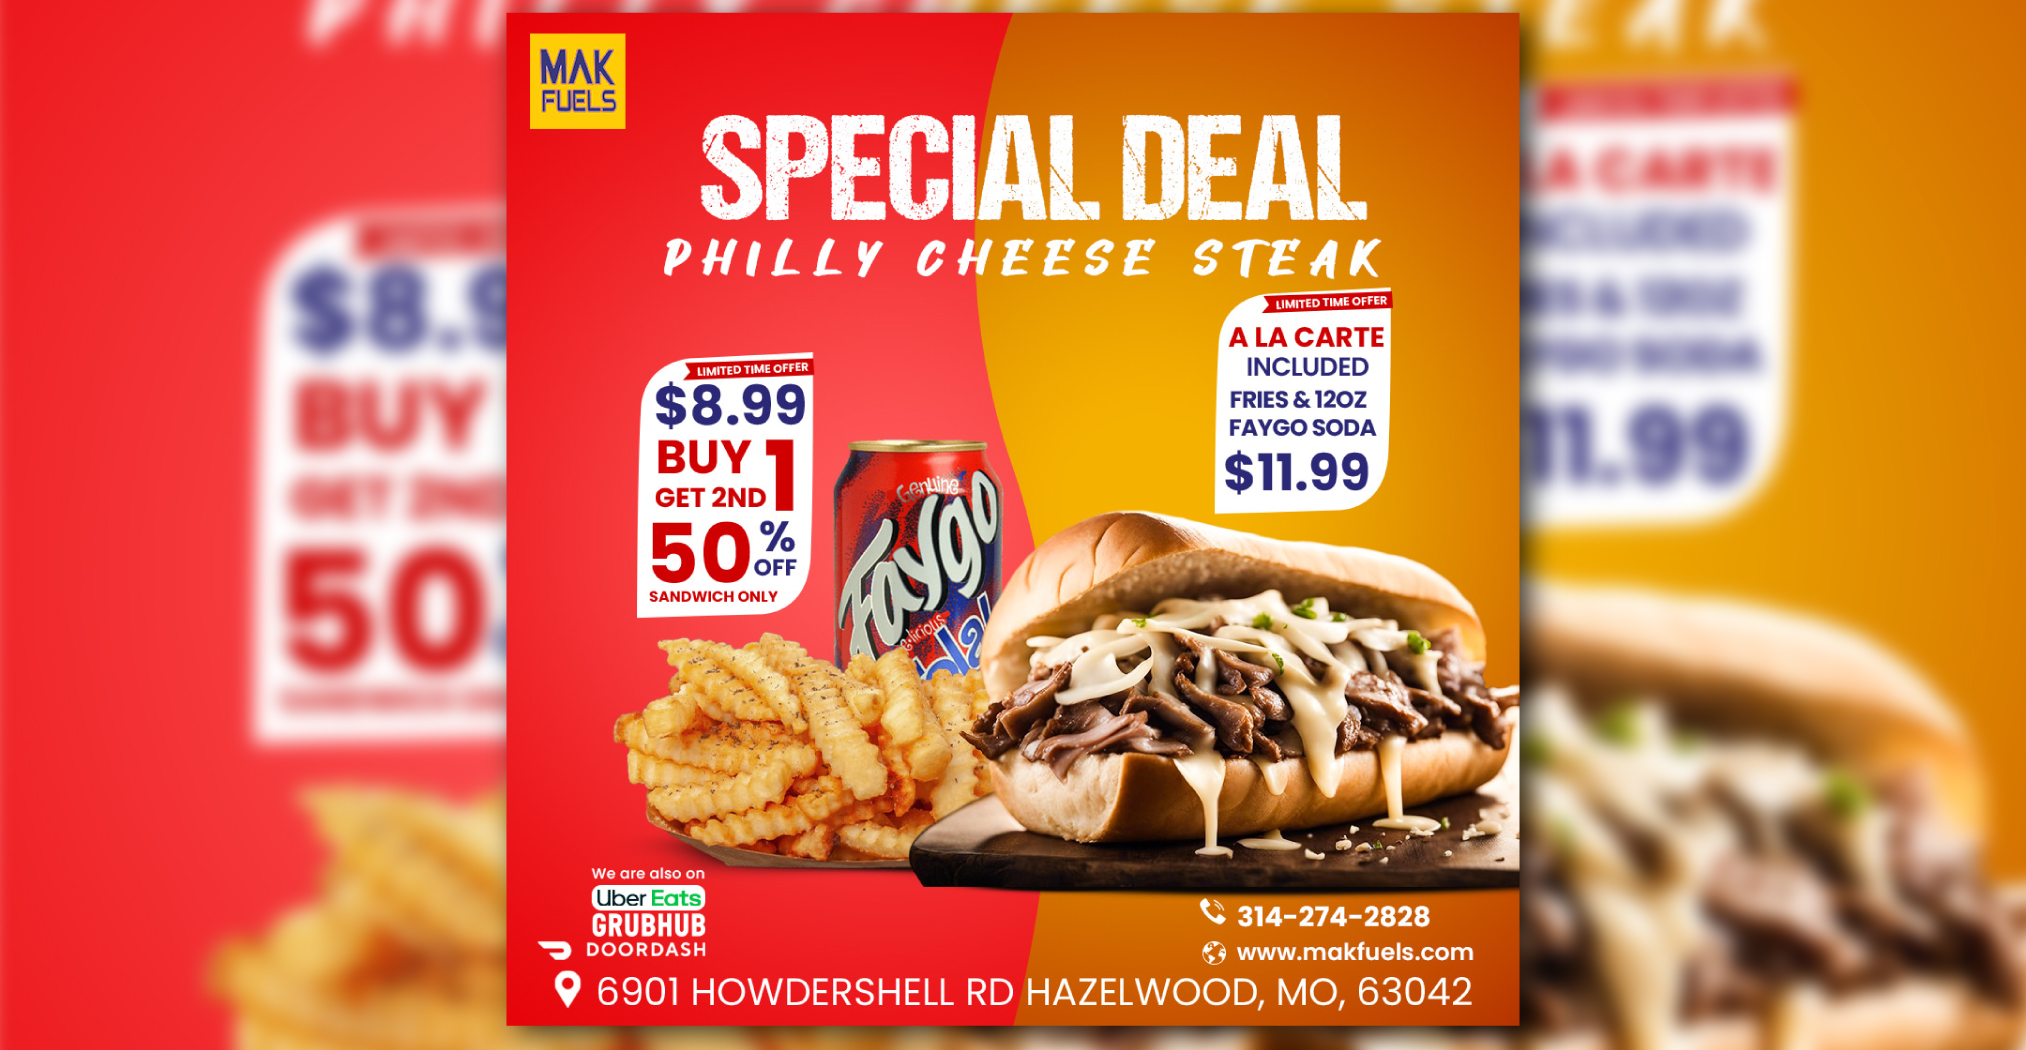 MAK
FUELS
SPECIAL DEAL
PHILLY CHEESE STEAK
LIMITED TIME OFFER
$8.99
BUY 1
GET 2ND
50% OFF
SANDWICH ONLY
LIMITED TIME OFFER
A LA CARTE
INCLUDED
FRIES & 12OZ
FAYGO SODA
$11.99
Genuine
Faygo
We are also on
Uber Eats
GRUBHUB
DOORDASH
314-274-2828
www.makfuels.com
6901 HOWDERSHELL RD HAZELWOOD, MO, 63042